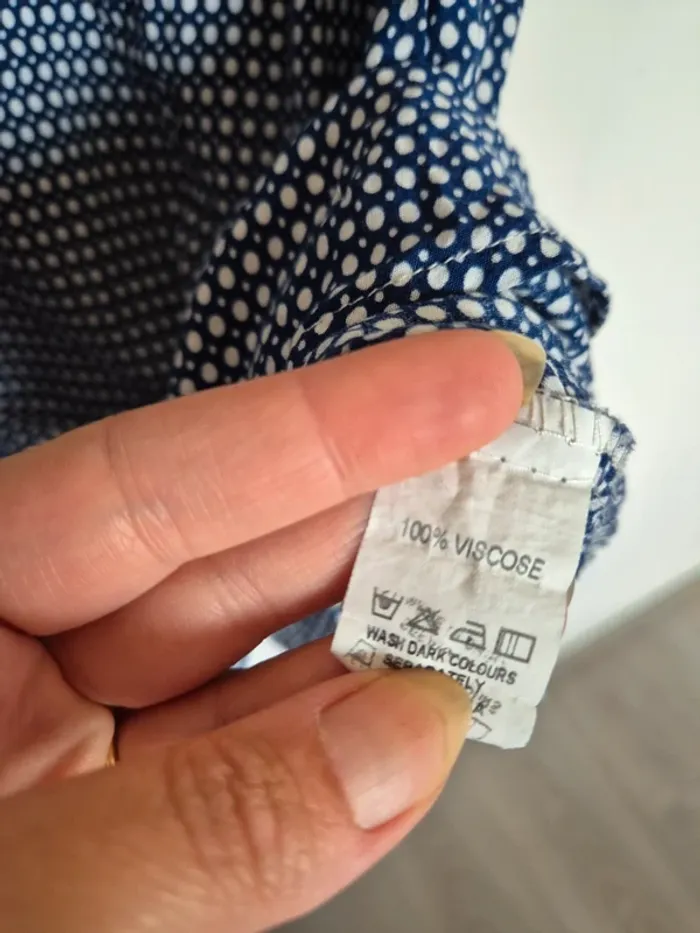 100% VISCOSE
WASH DARK COLOURS
SEPARATELY